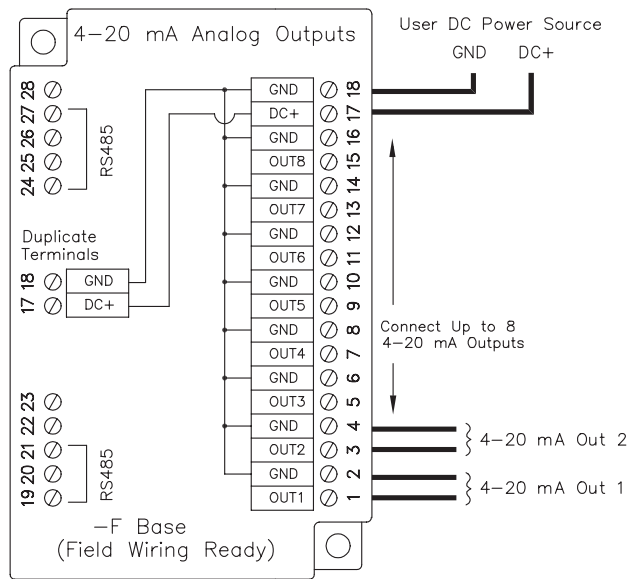 4-20 mA Analog Outputs
User DC Power Source
GND DC+
28
27
26
25
24
RS485
Duplicate
Terminals
18 GND
17 DC+
23
22
21
20
19
RS485
GND 18
DC+ 17
GND 16
OUT8 15
GND 14
OUT7 13
GND 12
OUT6 11
GND 10
OUT5 9
GND 8
OUT4 7
GND 6
OUT3 5
GND 4
OUT2 3
GND 2
OUT1 1
Connect Up to 8
4-20 mA Outputs
4-20 mA Out 2
4-20 mA Out 1
-F Base
(Field Wiring Ready)